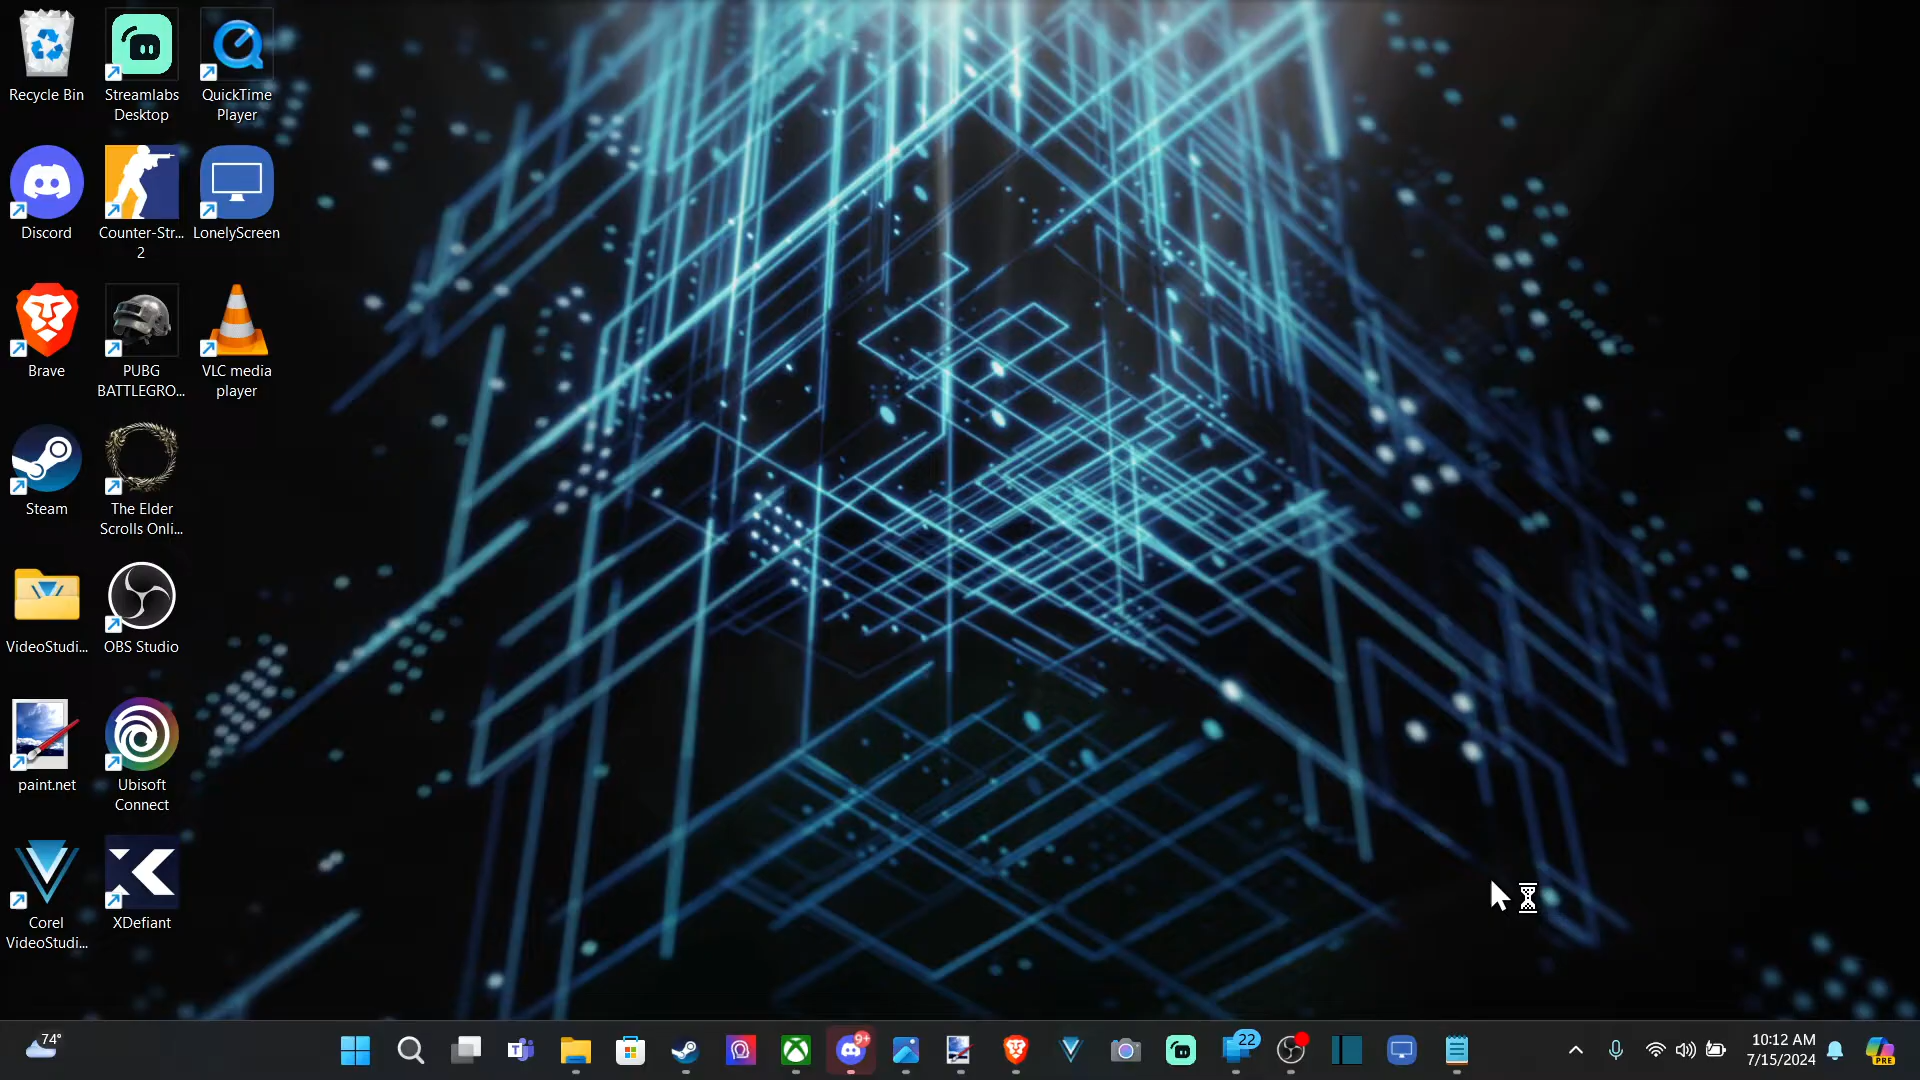 Recycle Bin
Streamlabs
Desktop
QuickTime
Player
Discord
Counter-Str...
2
LonelyScreen
Brave
PUBG
BATTLEGRO...
VLC media
player
Steam
The Elder
Scrolls Onli...
VideoStudi...
OBS Studio
paint.net
Ubisoft
Connect
Corel
VideoStudi...
XDefiant
74°
T
9+
22
10:12 AM
7/15/2024
PRE